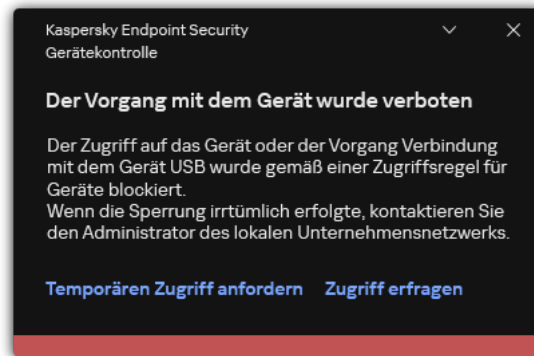 Kaspersky Endpoint Security
Gerätekontrolle
Der Vorgang mit dem Gerät wurde verboten
Der Zugriff auf das Gerät oder der Vorgang Verbindung
mit dem Gerät USB wurde gemäß einer Zugriffsregel für
Geräte blockiert.
Wenn die Sperrung irrtümlich erfolgte, kontaktieren Sie
den Administrator des lokalen Unternehmensnetzwerks.
Temporären Zugriff anfordern Zugriff erfragen